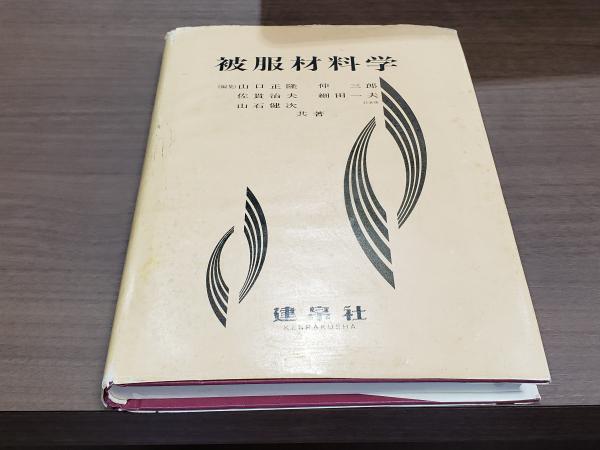 被服材料学
(編集) 山口正隆 仲 三郎
佐貫治夫 細田一夫
山石健次
共著
建帛社
KENPAKUSHA